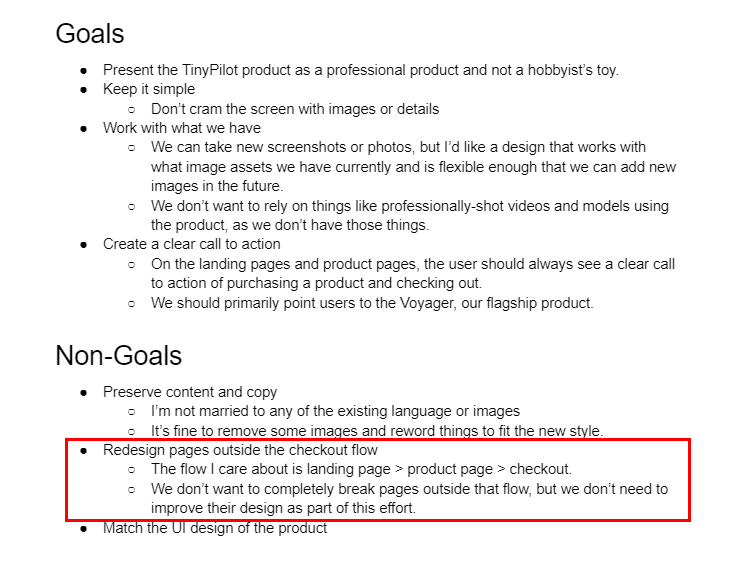 Goals
● Present the TinyPilot product as a professional product and not a hobbyist's toy.
● Keep it simple
○ Don't cram the screen with images or details
● Work with what we have
○ We can take new screenshots or photos, but I'd like a design that works with
what image assets we have currently and is flexible enough that we can add new
images in the future.
○ We don't want to rely on things like professionally-shot videos and models using
the product, as we don't have those things.
● Create a clear call to action
○ On the landing pages and product pages, the user should always see a clear call
to action of purchasing a product and checking out.
○ We should primarily point users to the Voyager, our flagship product.
Non-Goals
● Preserve content and copy
○ I'm not married to any of the existing language or images
○ It's fine to remove some images and reword things to fit the new style.
● Redesign pages outside the checkout flow
○ The flow I care about is landing page > product page > checkout.
○ We don't want to completely break pages outside that flow, but we don't need to
improve their design as part of this effort.
● Match the UI design of the product